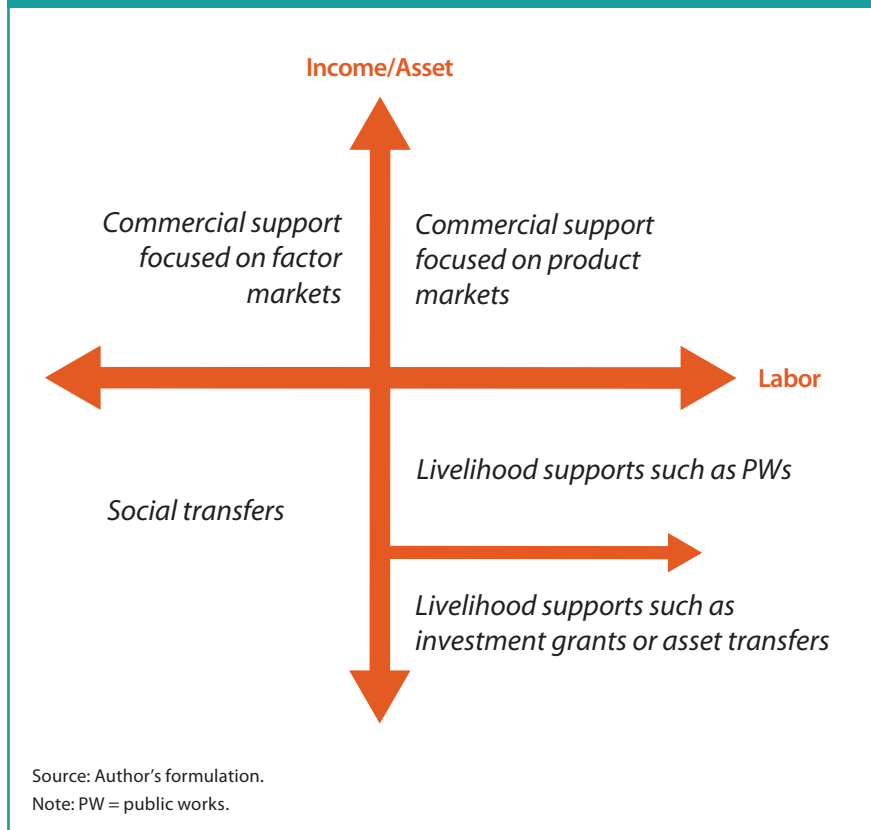 Income/Asset
Commercial support
focused on factor
markets
Commercial support
focused on product
markets
Labor
Social transfers
Livelihood supports such as PWs
Livelihood supports such as
investment grants or asset transfers
Source: Author’s formulation.
Note: PW = public works.